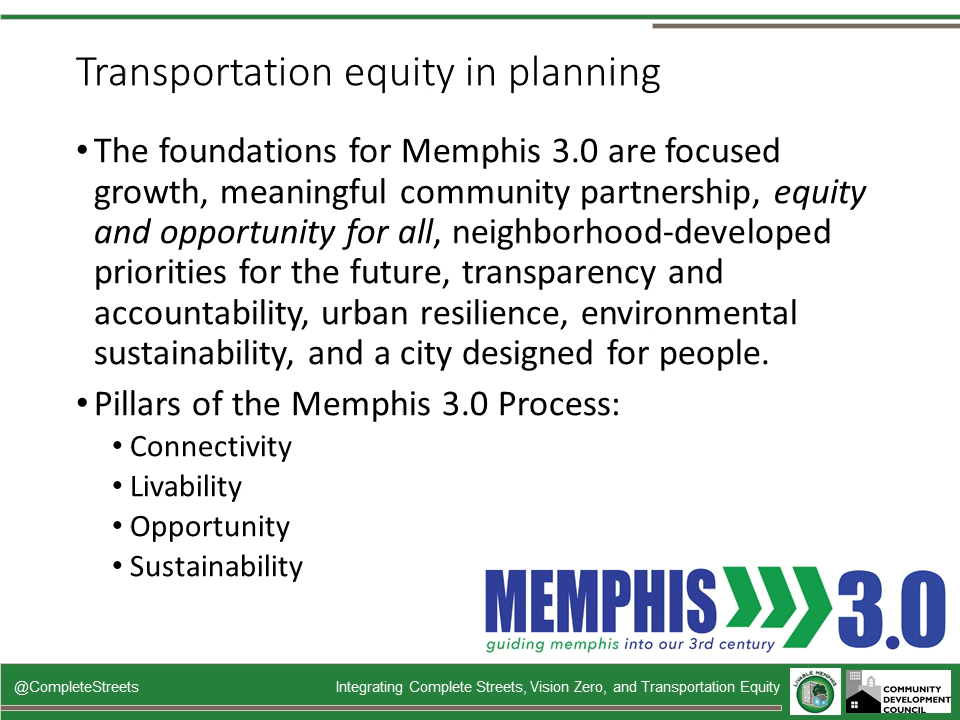 Transportation equity in planning
• The foundations for Memphis 3.0 are focused
growth, meaningful community partnership, equity
and opportunity for all, neighborhood-developed
priorities for the future, transparency and
accountability, urban resilience, environmental
sustainability, and a city designed for people.
• Pillars of the Memphis 3.0 Process:
• Connectivity
• Livability
• Opportunity
• Sustainability
MEMPHIS 3.0
guiding memphis into our 3rd century
@CompleteStreets
Integrating Complete Streets, Vision Zero, and Transportation Equity
LIVABLE MEMPHIS
COMMUNITY
DEVELOPMENT
COUNCIL